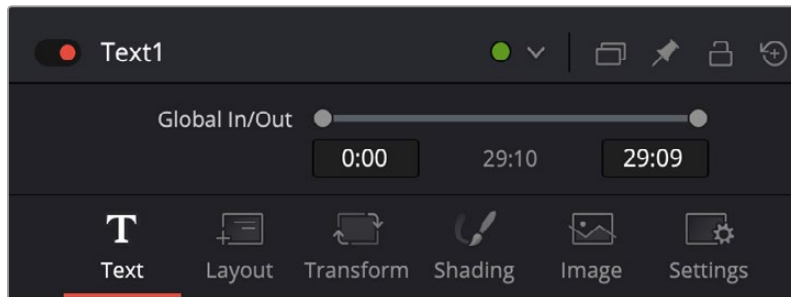 Text1
Global In/Out
0:00 29:10 29:09
T
Text Layout Transform Shading Image Settings